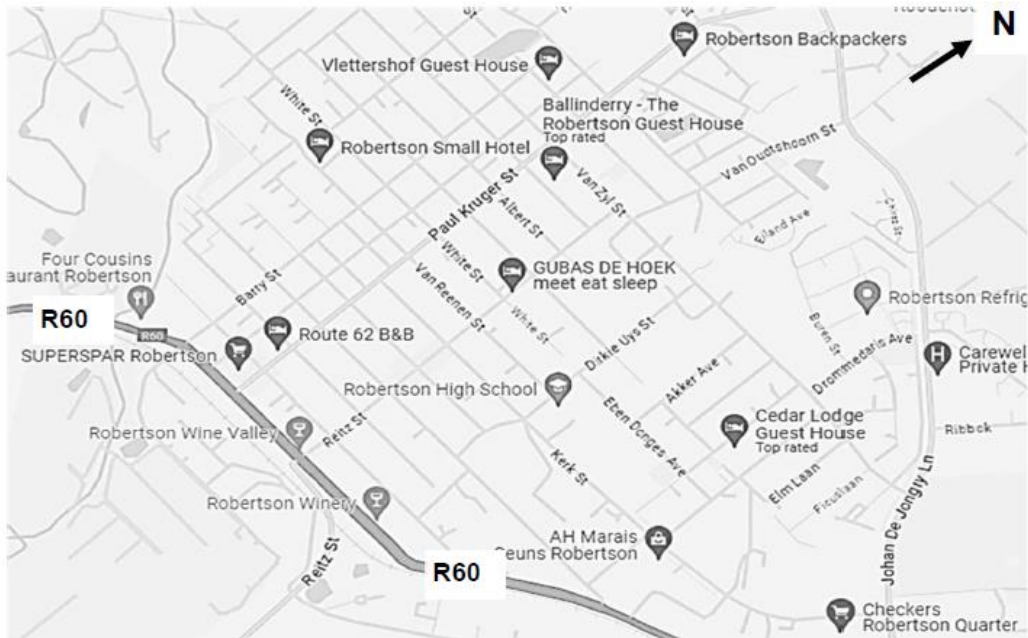 N
Robertson Backpackers
Vlettershof Guest House
White St
Ballinderry - The
Robertson Guest House
Top rated
Robertson Small Hotel
Van Oudtshoorn St
Van Zyl St
Paul Kruger St
Albert St
Eiland Ave
White St
Four Cousins
aurant Robertson
GUBAS DE HOEK
meet eat sleep
Van Reenen St
Barry St
Robertson Refrig
White St
R60
R60
Route 62 B&B
SUPERSPAR Robertson
Diskie Uys St
Buren St
Drommedaris Ave
Carewel
Private H
Robertson High School
Akker Ave
Eben Donges Ave
Cedar Lodge
Guest House
Top rated
Robertson Wine Valley
Reitz St
Ribbok
Kerk St
Elm Laan
Ficuslaan
Robertson Winery
Johan De Jongry Ln
AH Marais
Seuns Robertson
Reitz St
R60
Checkers
Robertson Quarter